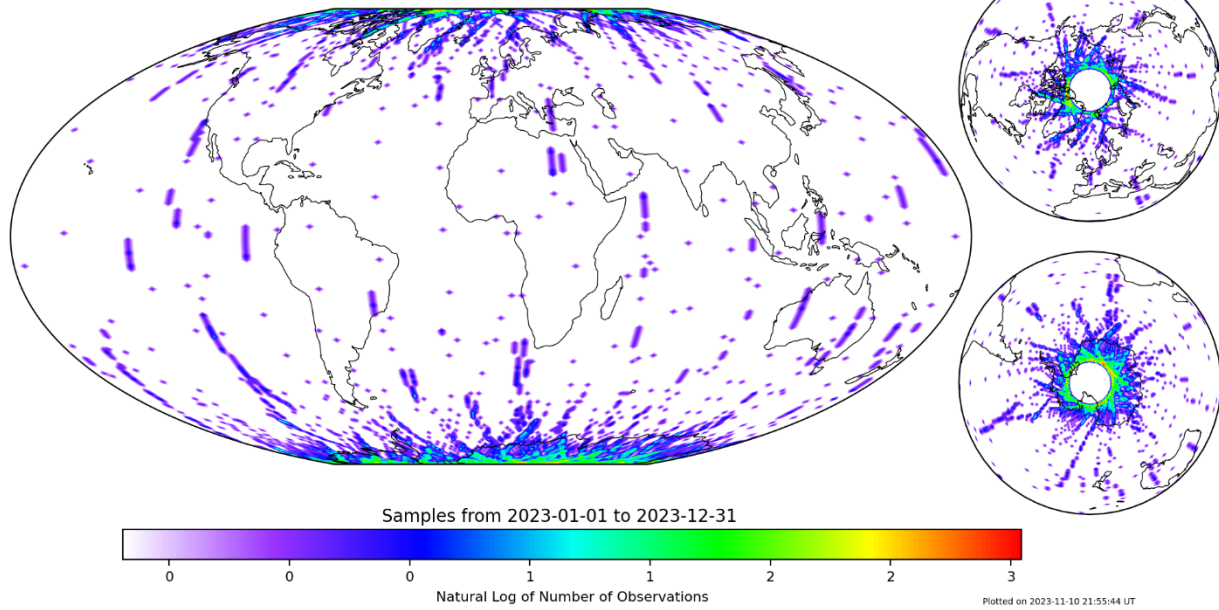 Samples from 2023-01-01 to 2023-12-31
0 0 0 1 1 2 2 3
Natural Log of Number of Observations
Plotted on 2023-11-10 21:55:44 UT